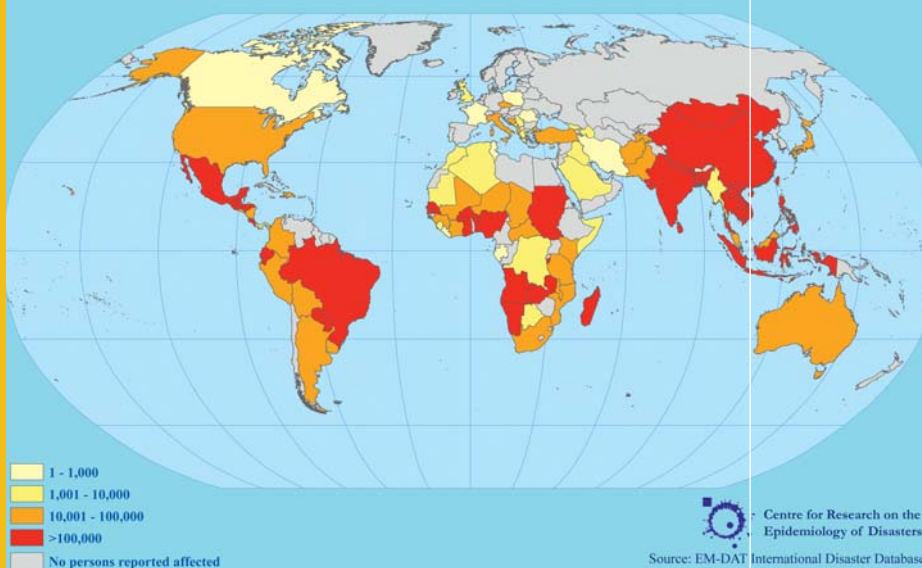 1 - 1,000
1,001 - 10,000
10,001 - 100,000
>100,000
No persons reported affected
Centre for Research on the
Epidemiology of Disasters
Source: EM-DAT International Disaster Database